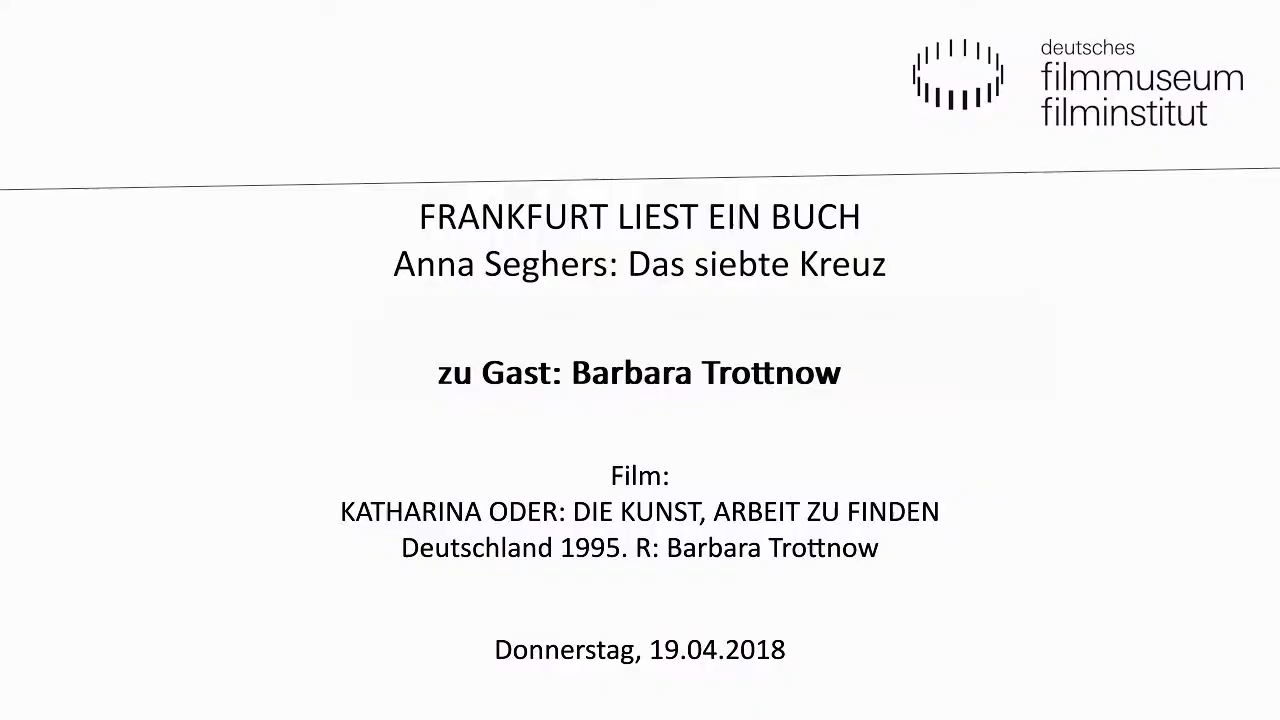 deutsches
filmmuseum
filminstitut
FRANKFURT LIEST EIN BUCH
Anna Seghers: Das siebte Kreuz
zu Gast: Barbara Trottnow
Film:
KATHARINA ODER: DIE KUNST, ARBEIT ZU FINDEN
Deutschland 1995. R: Barbara Trottnow
Donnerstag, 19.04.2018